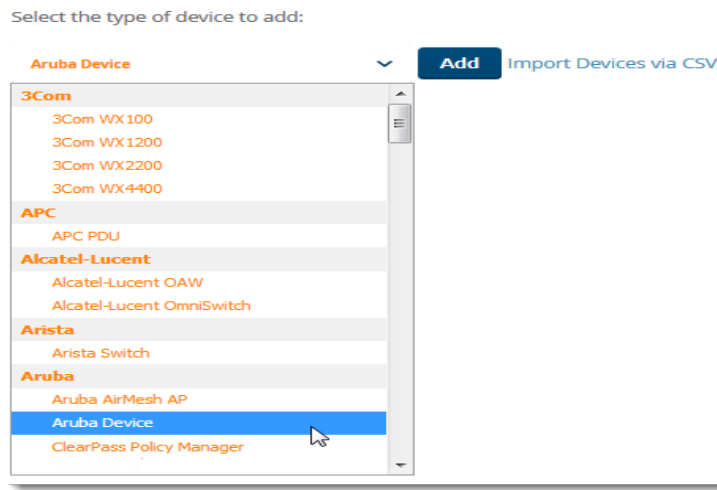 Select the type of device to add:
Aruba Device Add Import Devices via CSV
3Com
3Com WX100
3Com WX1200
3Com WX2200
3Com WX4400
APC
APC PDU
Alcatel-Lucent
Alcatel-Lucent OAW
Alcatel-Lucent OmniSwitch
Arista
Arista Switch
Aruba
Aruba AirMesh AP
Aruba Device
ClearPass Policy Manager